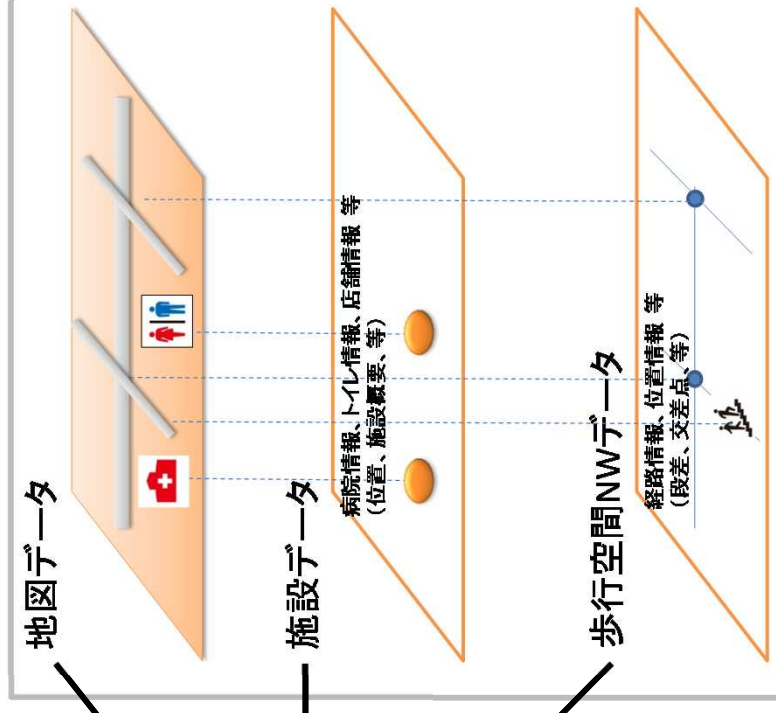 地図データ
施設データ
病院情報、トイレ情報、店舗情報 等
(位置、施設概要、等)
歩行空間NWデータ
経路情報、位置情報 等
(段差、交差点、等)